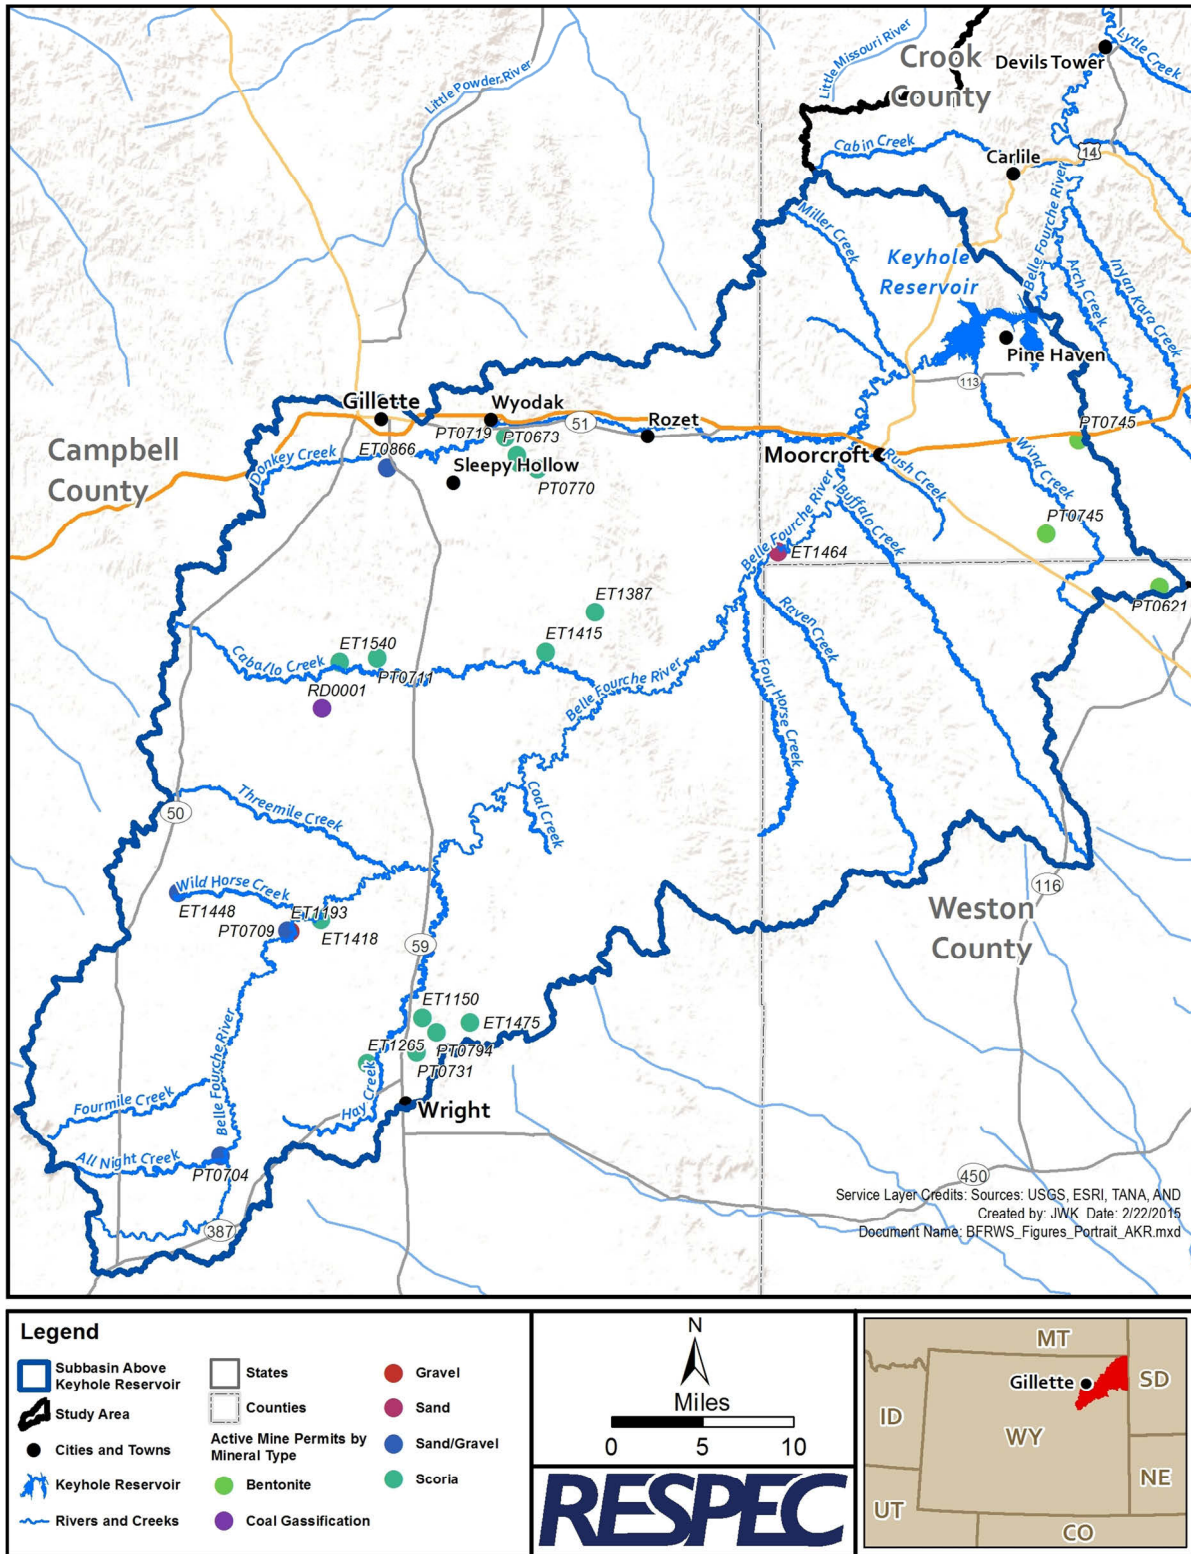 Little Missouri River
Crook
County
Devils Tower
Lytle Creek
Little Powder River
Cabin Creek
14
Carlile
Belle Fourche River
Miller Creek
Keyhole
Reservoir
Arch Creek
Inyan Kara Creek
Pine Haven
113
Gillette
Wyodak
51
Rozet
PT0719
PT0673
PT0745
Campbell
County
Donkey Creek
ET0866
Sleepy Hollow
PT0770
Moorcroft
Rush Creek
Wind Creek
Buffalo Creek
PT0745
Belle Fourche River
ET1464
PT0621
ET1387
ET1415
Raven Creek
ET1540
Caballo Creek
PT0711
RD0001
Belle Fourche River
Four Horse Creek
Threemile Creek
50
Coal Creek
Wild Horse Creek
ET1448
ET1193
PT0709
ET1418
116
Weston
County
59
Belle Fourche River
ET1150
ET1475
ET1265
PT0794
PT0731
Fourmile Creek
Hay Creek
Wright
All Night Creek
PT0704
450
387
Service Layer Credits: Sources: USGS, ESRI, TANA, AND
Created by: JWK Date: 2/22/2015
Document Name: BFRWS_Figures_Portrait_AKR.mxd
Legend
Subbasin Above
Keyhole Reservoir
Study Area
Cities and Towns
Keyhole Reservoir
Rivers and Creeks
States
Counties
Active Mine Permits by
Mineral Type
Bentonite
Coal Gassification
Gravel
Sand
Sand/Gravel
Scoria
N
Miles
0 5 10
RESPEC
MT
Gillette
SD
ID
WY
NE
UT
CO